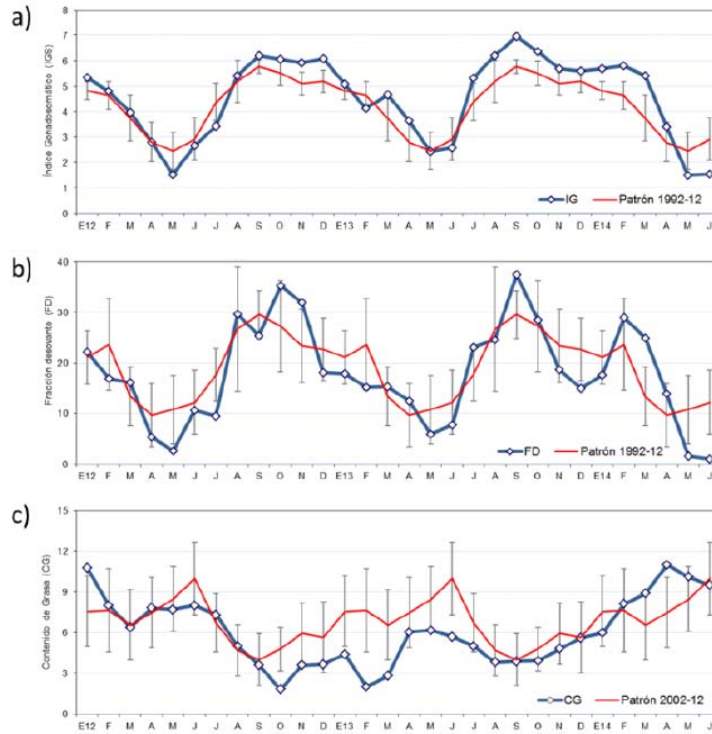 a)
Índice Gonadosomático (IGS)
8
7
6
5
4
3
2
1
0
IG
Patrón 1992-12
E12 F M A M J J A S O N D E13 F M A M J J A S O N D E14 F M A M J
b)
Fracción desovante (FD)
40
30
20
10
0
FD
Patrón 1992-12
E12 F M A M J J A S O N D E13 F M A M J J A S O N D E14 F M A M J
c)
Contenido de Grasa (CG)
15
12
9
6
3
0
CG
Patrón 2002-12
E12 F M A M J J A S O N D E13 F M A M J J A S O N D E14 F M A M J